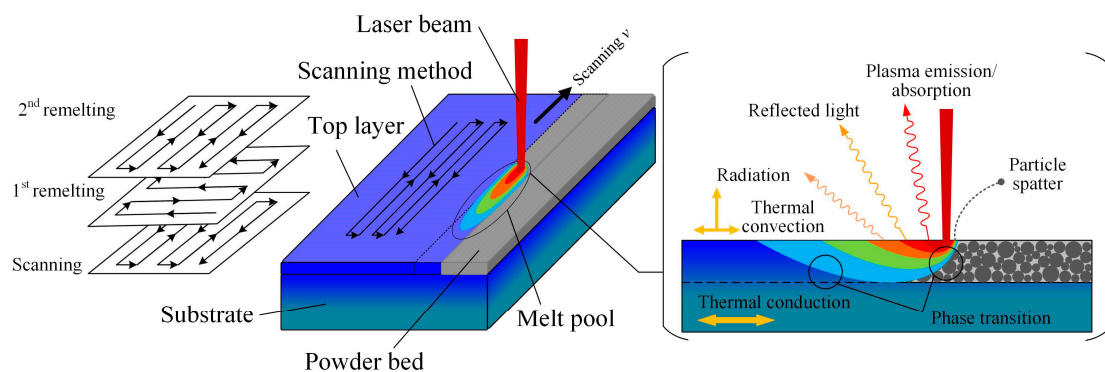 2nd remelting
1st remelting
Scanning
Laser beam
Scanning method
Top layer
Scanning v
Substrate
Powder bed
Melt pool
Plasma emission/
absorption
Reflected light
Radiation
Thermal
convection
Particle
spatter
Thermal conduction
Phase transition